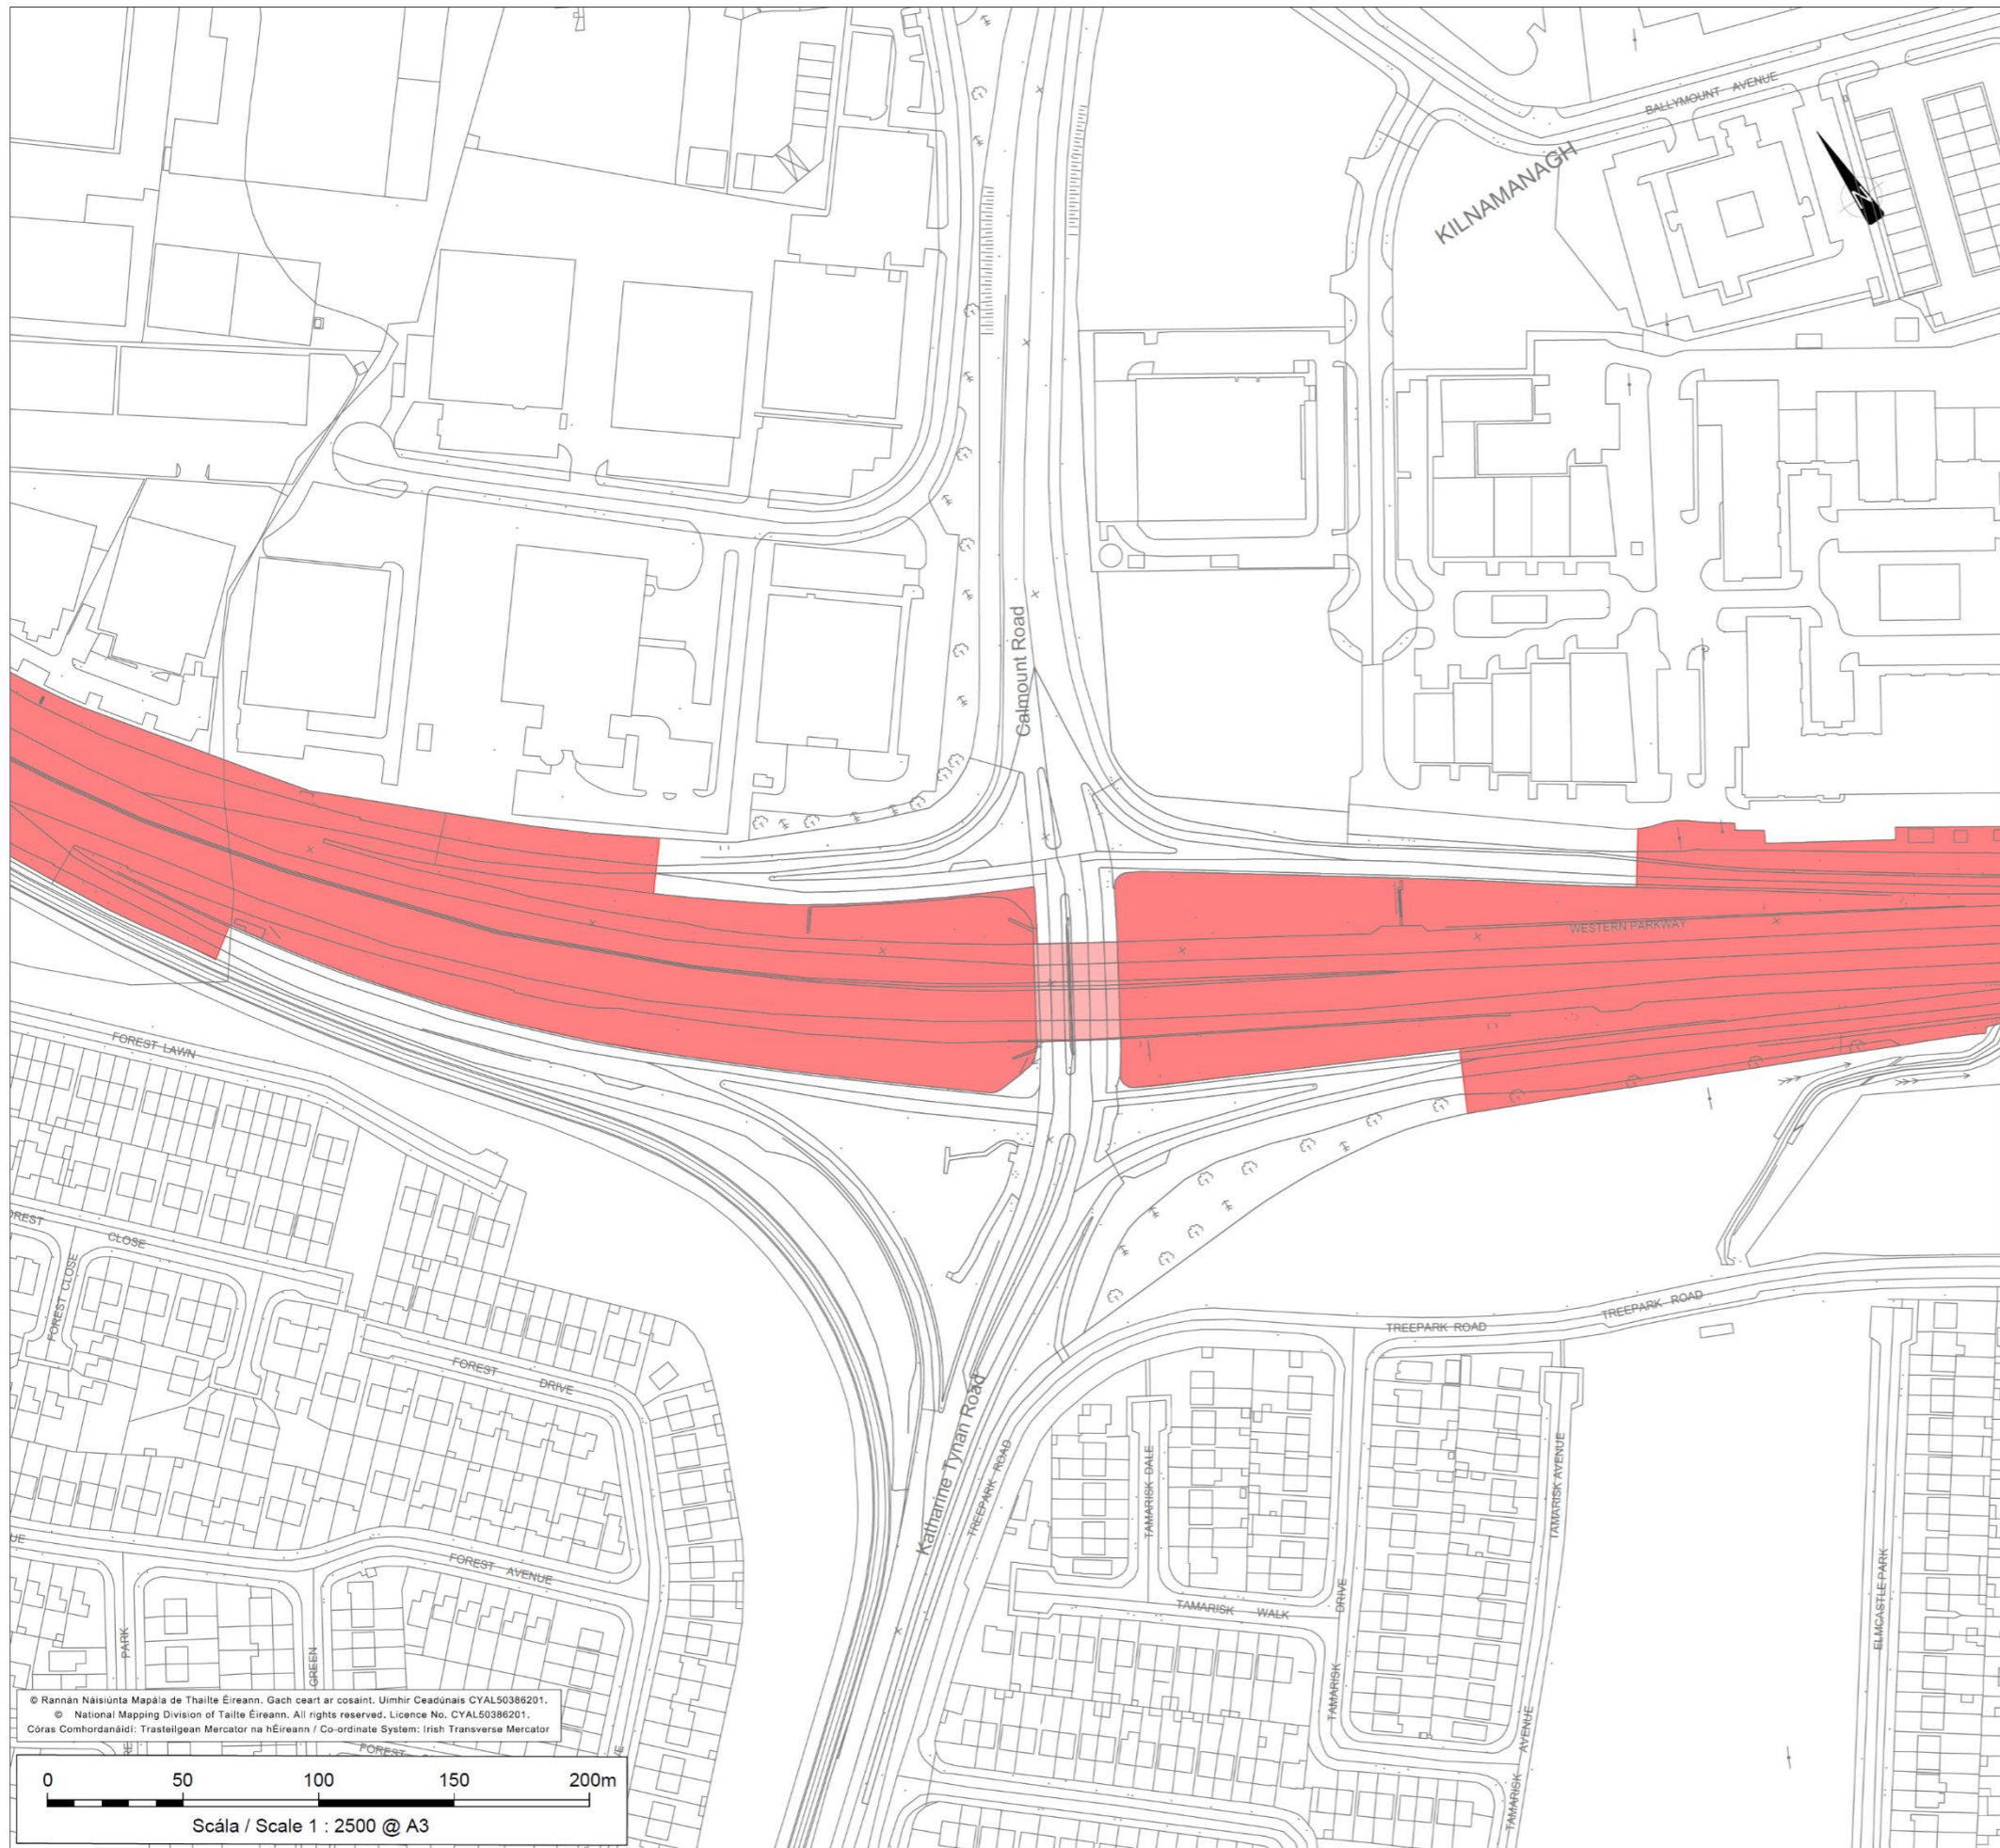 BALLYMOUNT AVENUE
KILNAMANAGH
N
Calmount Road
WESTERN PARKWAY
FOREST LAWN
CLOSE
FOREST CLOSE
FOREST DRIVE
TREEPARK ROAD
TREEPARK ROAD
Katharine Tynan Road
TREEPARK ROAD
TAMARISK DALE
TAMARISK AVENUE
FOREST AVENUE
TAMARISK WALK
DRIVE
TAMARISK
ELMCASTLE PARK
PARK
GREEN
TAMARISK AVENUE
© Rannán Náisiúnta Mapála de Thailte Éireann. Gach ceart ar cosaint. Uimhir Ceadúnais CYAL50386201.
© National Mapping Division of Tailte Éireann. All rights reserved. Licence No. CYAL50386201.
Córas Comhordanáidí: Trasteilgean Mercator na hÉireann / Co-ordinate System: Irish Transverse Mercator
FOREST
0 50 100 150 200m
Scála / Scale 1 : 2500 @ A3